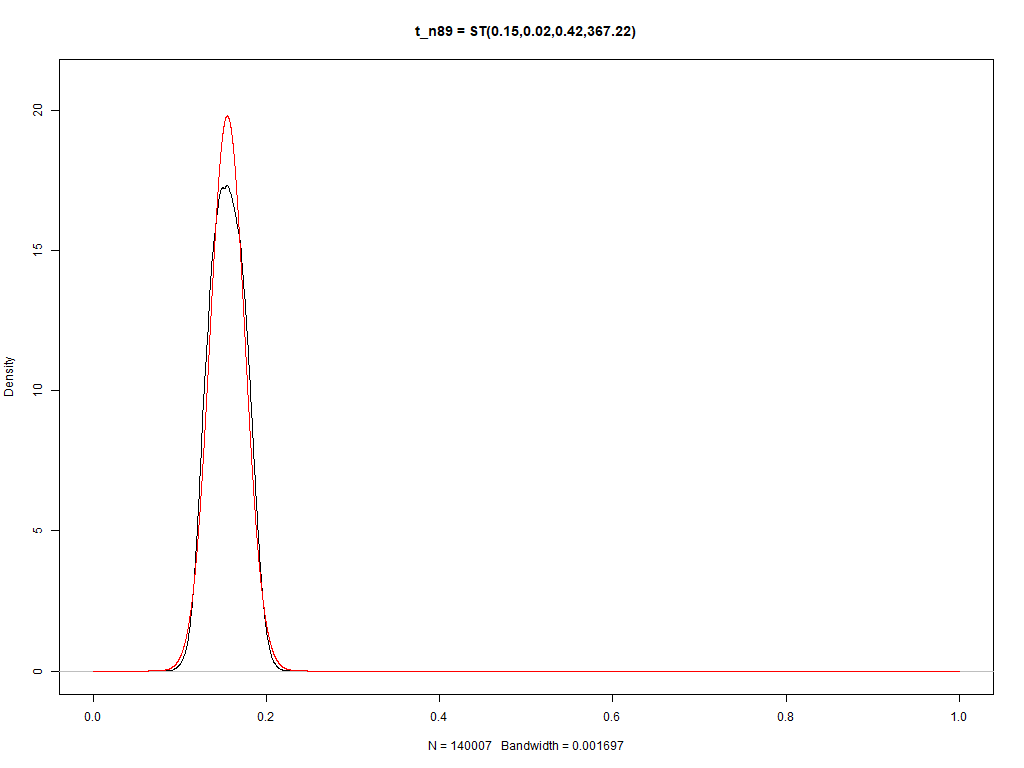 t_n89 = ST(0.15,0.02,0.42,367.22)
Density
20
15
10
5
0
0.0 0.2 0.4 0.6 0.8 1.0
N = 140007 Bandwidth = 0.001697